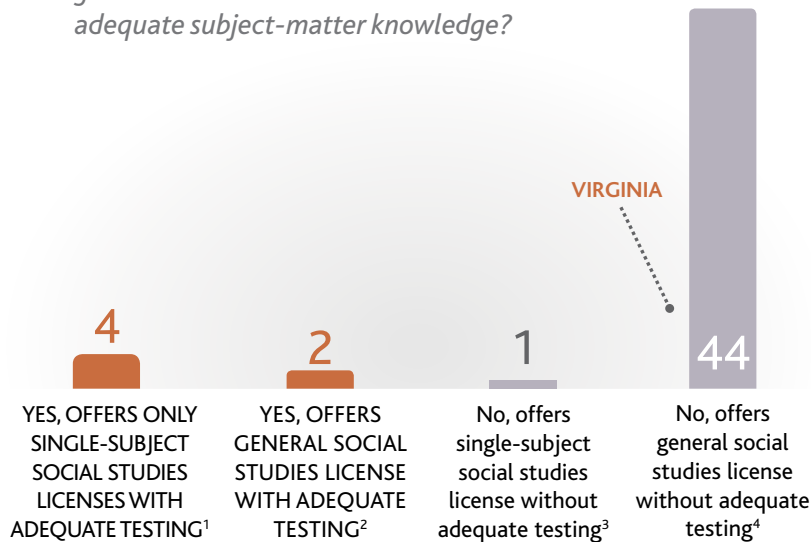 adequate subject-matter knowledge?
VIRGINIA
4
2
1
44
YES, OFFERS ONLY
SINGLE-SUBJECT
SOCIAL STUDIES
LICENSES WITH
ADEQUATE TESTING¹
YES, OFFERS
GENERAL SOCIAL
STUDIES LICENSE
WITH ADEQUATE
TESTING²
No, offers
single-subject
social studies
license without
adequate testing³
No, offers
general social
studies license
without adequate
testing⁴